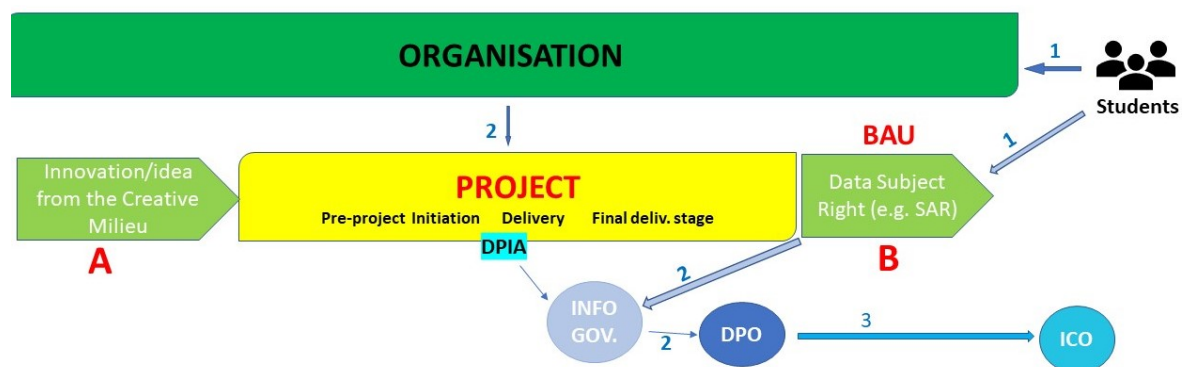 ORGANISATION
1
Students
2
1
BAU
Innovation/idea
from the Creative
Milieu
A
PROJECT
Pre-project Initiation Delivery Final deliv. stage
DPIA
Data Subject
Right (e.g. SAR)
B
2
INFO
GOV.
2
DPO
3
ICO